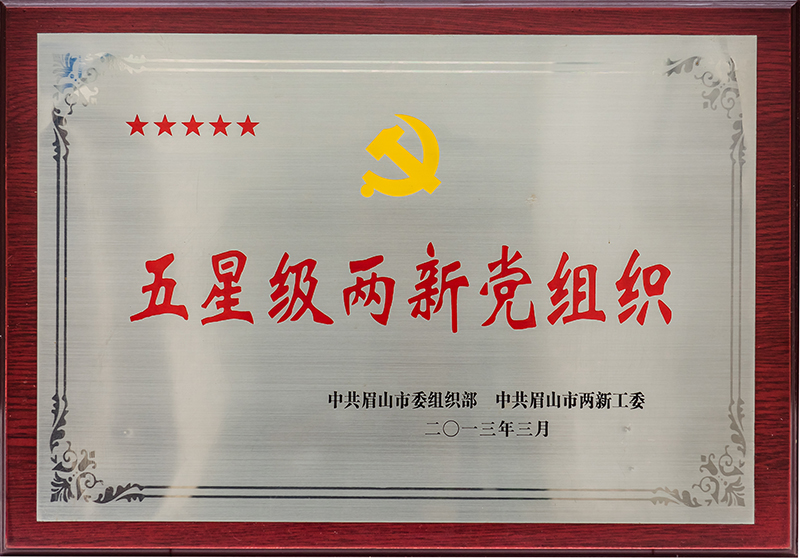 五星级两新党组织
中共眉山市委组织部 中共眉山市两新工委
二〇一三年三月